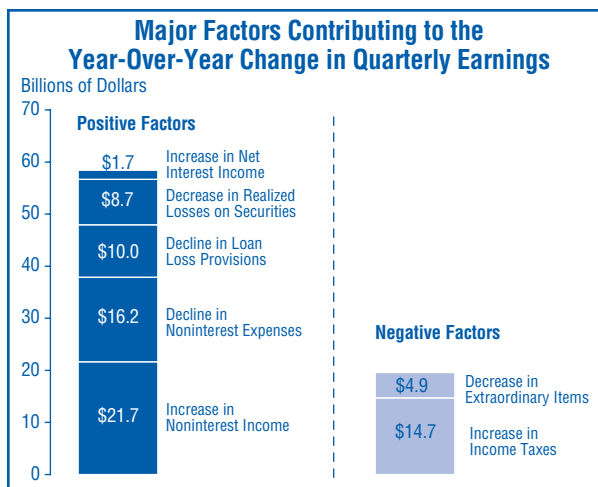 Major Factors Contributing to the
Year-Over-Year Change in Quarterly Earnings
Billions of Dollars
70
60
50
40
30
20
10
0
Positive Factors
$1.7
Increase in Net
Interest Income
$8.7
Decrease in Realized
Losses on Securities
$10.0
Decline in Loan
Loss Provisions
$16.2
Decline in
Noninterest Expenses
$21.7
Increase in
Noninterest Income
Negative Factors
$4.9
Decrease in
Extraordinary Items
$14.7
Increase in
Income Taxes